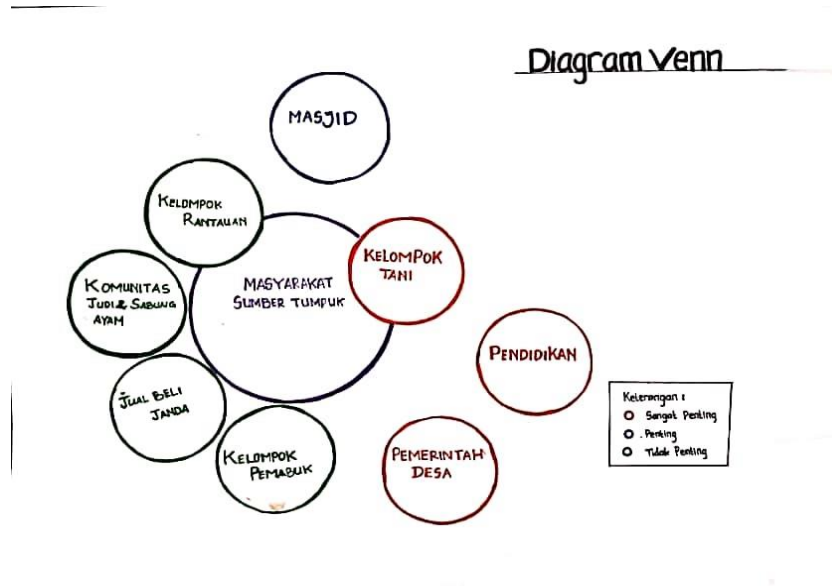 Diagram Venn
MASJID
KELOMPOK
RANTAUAN
KELOMPOK
TANI
MASYARAKAT
SUMBER TUMPUK
KOMUNITAS
JUDI & SABUNG
AYAM
PENDIDIKAN
JUAL BELI
JANDA
KELOMPOK
PEMABUK
PEMERINTAH
DESA
Keterangan :
Sangat Penting
Penting
Tidak Penting